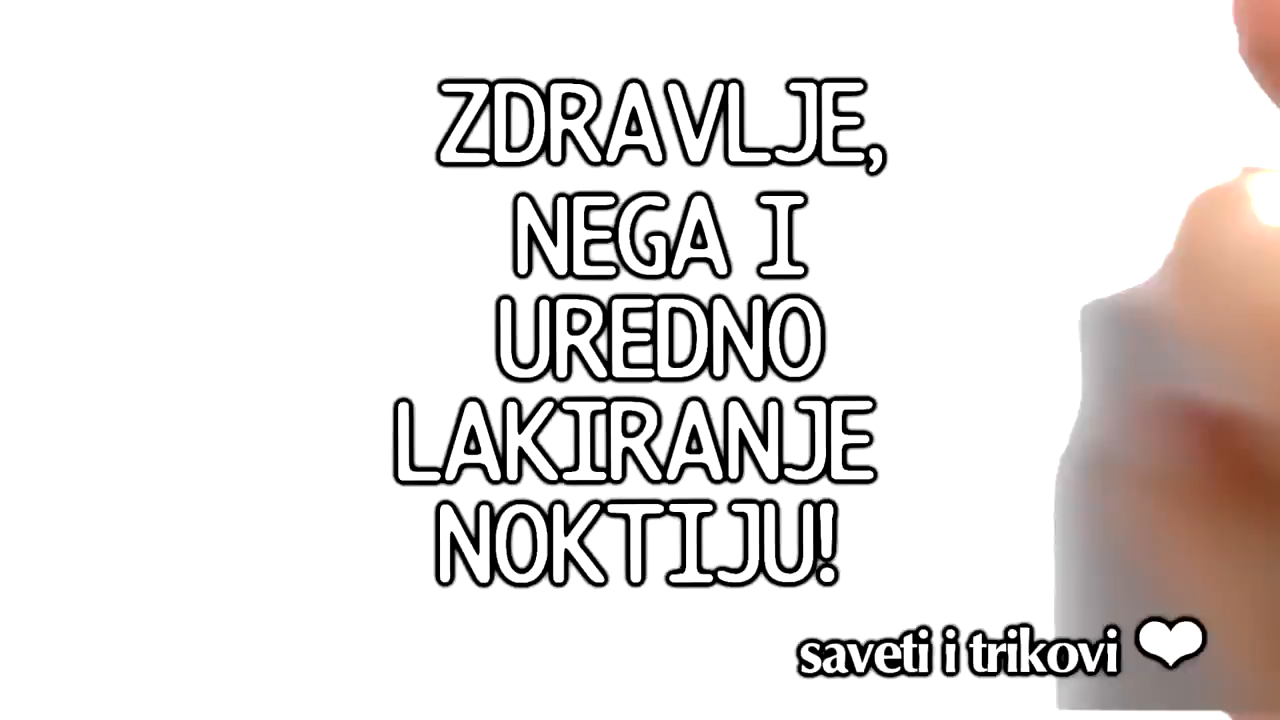 ZDRAVLJE,
NEGA I
UREDNO
LAKIRANJE
NOKTIJU!
saveti i trikovi ❤